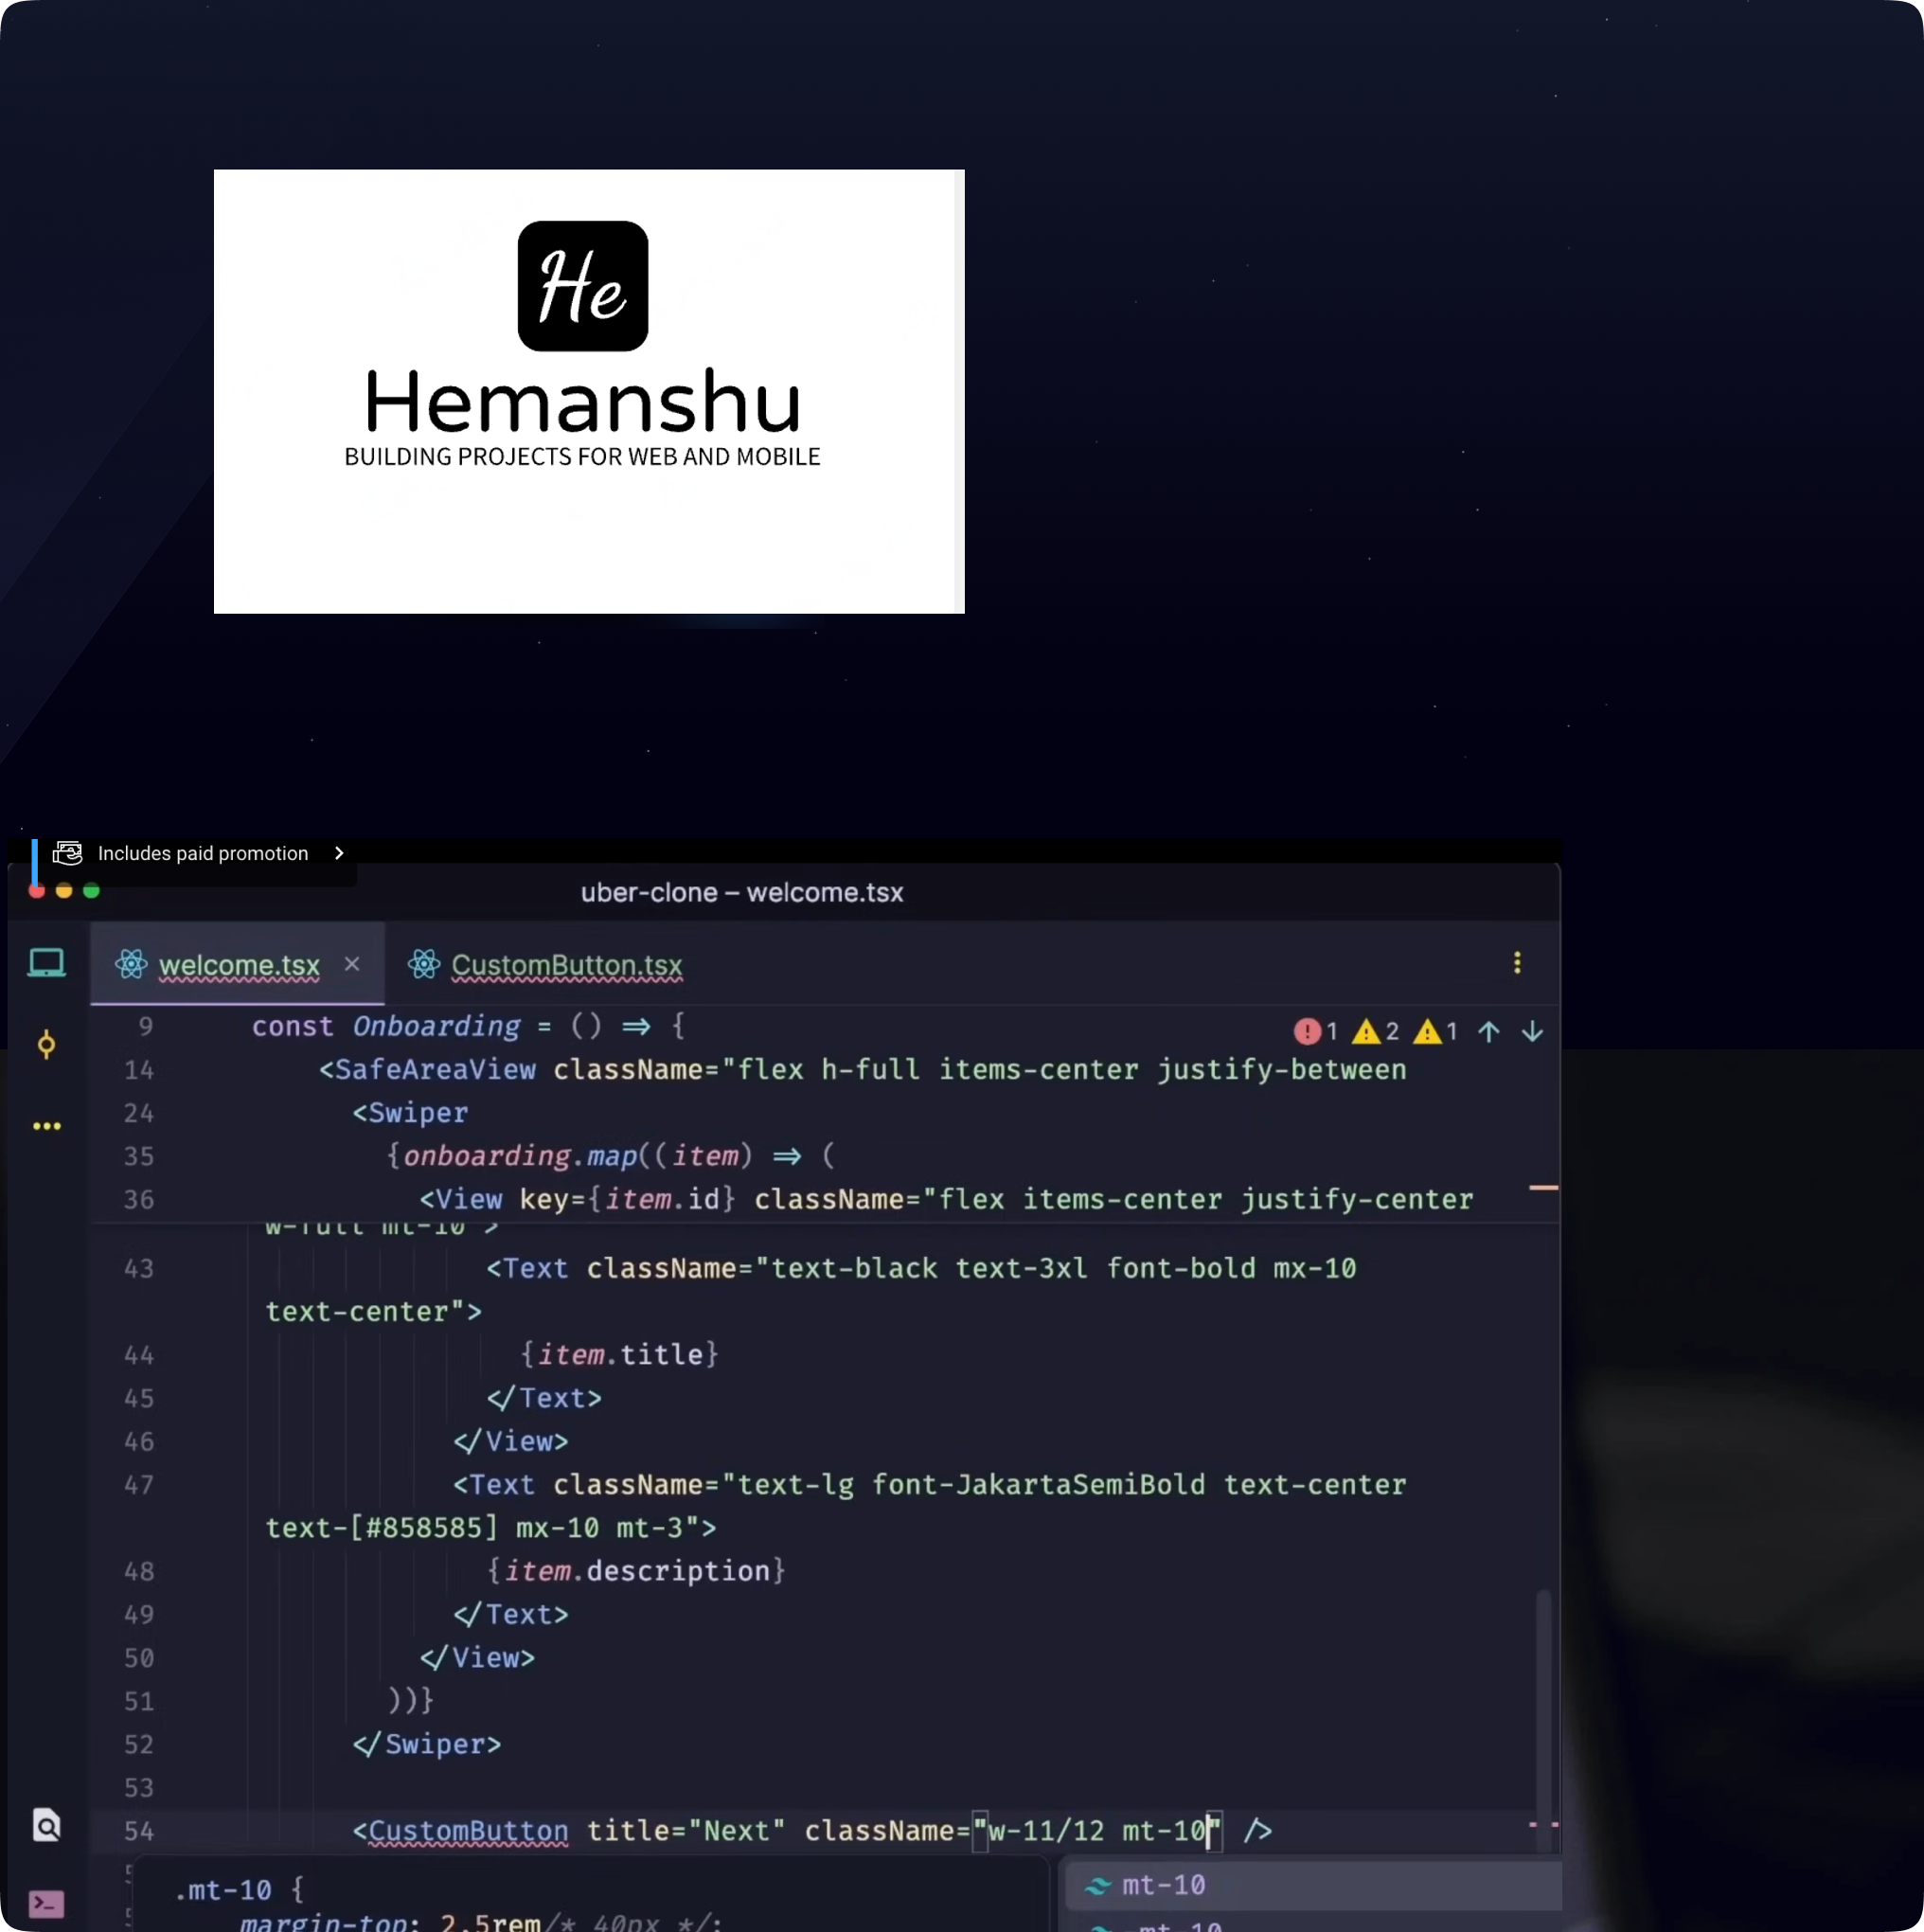 He
Hemanshu
BUILDING PROJECTS FOR WEB AND MOBILE
Includes paid promotion
uber-clone – welcome.tsx
welcome.tsx CustomButton.tsx
9 const Onboarding = () => {
1 2 1
14 <SafeAreaView className="flex h-full items-center justify-between
24 <Swiper
35 {onboarding.map((item) => (
36 <View key={item.id} className="flex items-center justify-center
w-full mt-10">
43 <Text className="text-black text-3xl font-bold mx-10
text-center">
44 {item.title}
45 </Text>
46 </View>
47 <Text className="text-lg font-JakartaSemiBold text-center
text-[#858585] mx-10 mt-3">
48 {item.description}
49 </Text>
50 </View>
51 ))}
52 </Swiper>
53
54 <CustomButton title="Next" className="w-11/12 mt-10" />
.mt-10 {
margin-top: 2.5rem/* 40px */;
mt-10
-mt-10